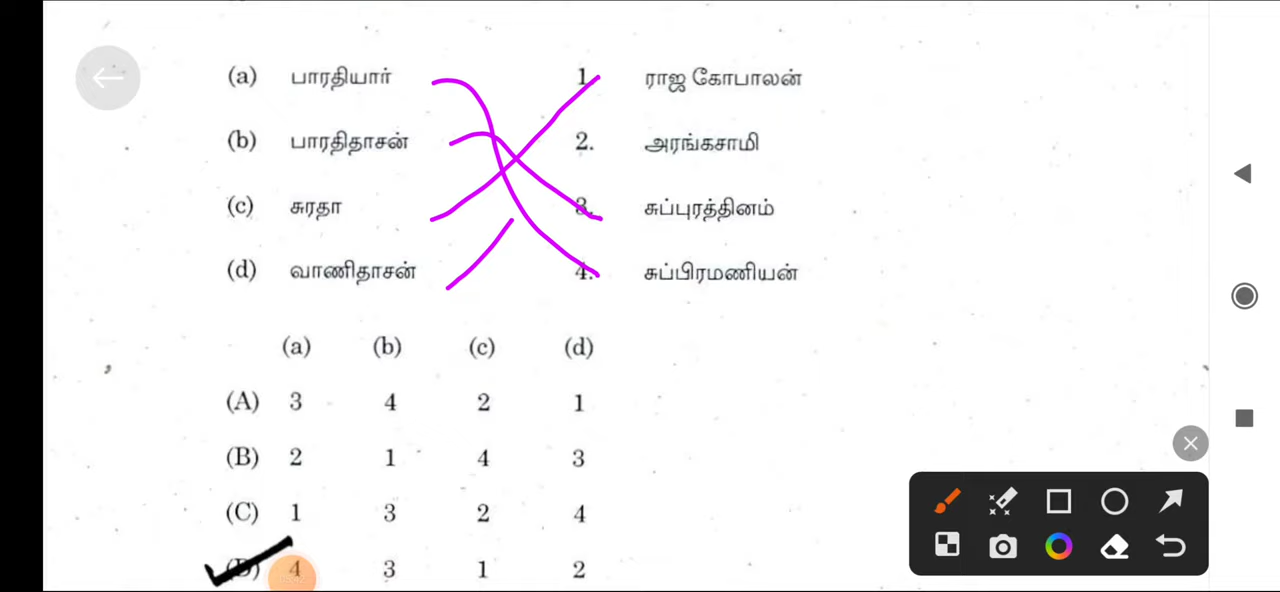 (a) பாரதியார் 1. ராஜ கோபாலன்
(b) பாரதிதாசன் 2. அரங்கசாமி
(c) சுரதா 3. சுப்புரத்தினம்
(d) வாணிதாசன் 4. சுப்பிரமணியன்
(a) (b) (c) (d)
(A) 3 4 2 1
(B) 2 1 4 3
(C) 1 3 2 4
(D) 4 3 1 2